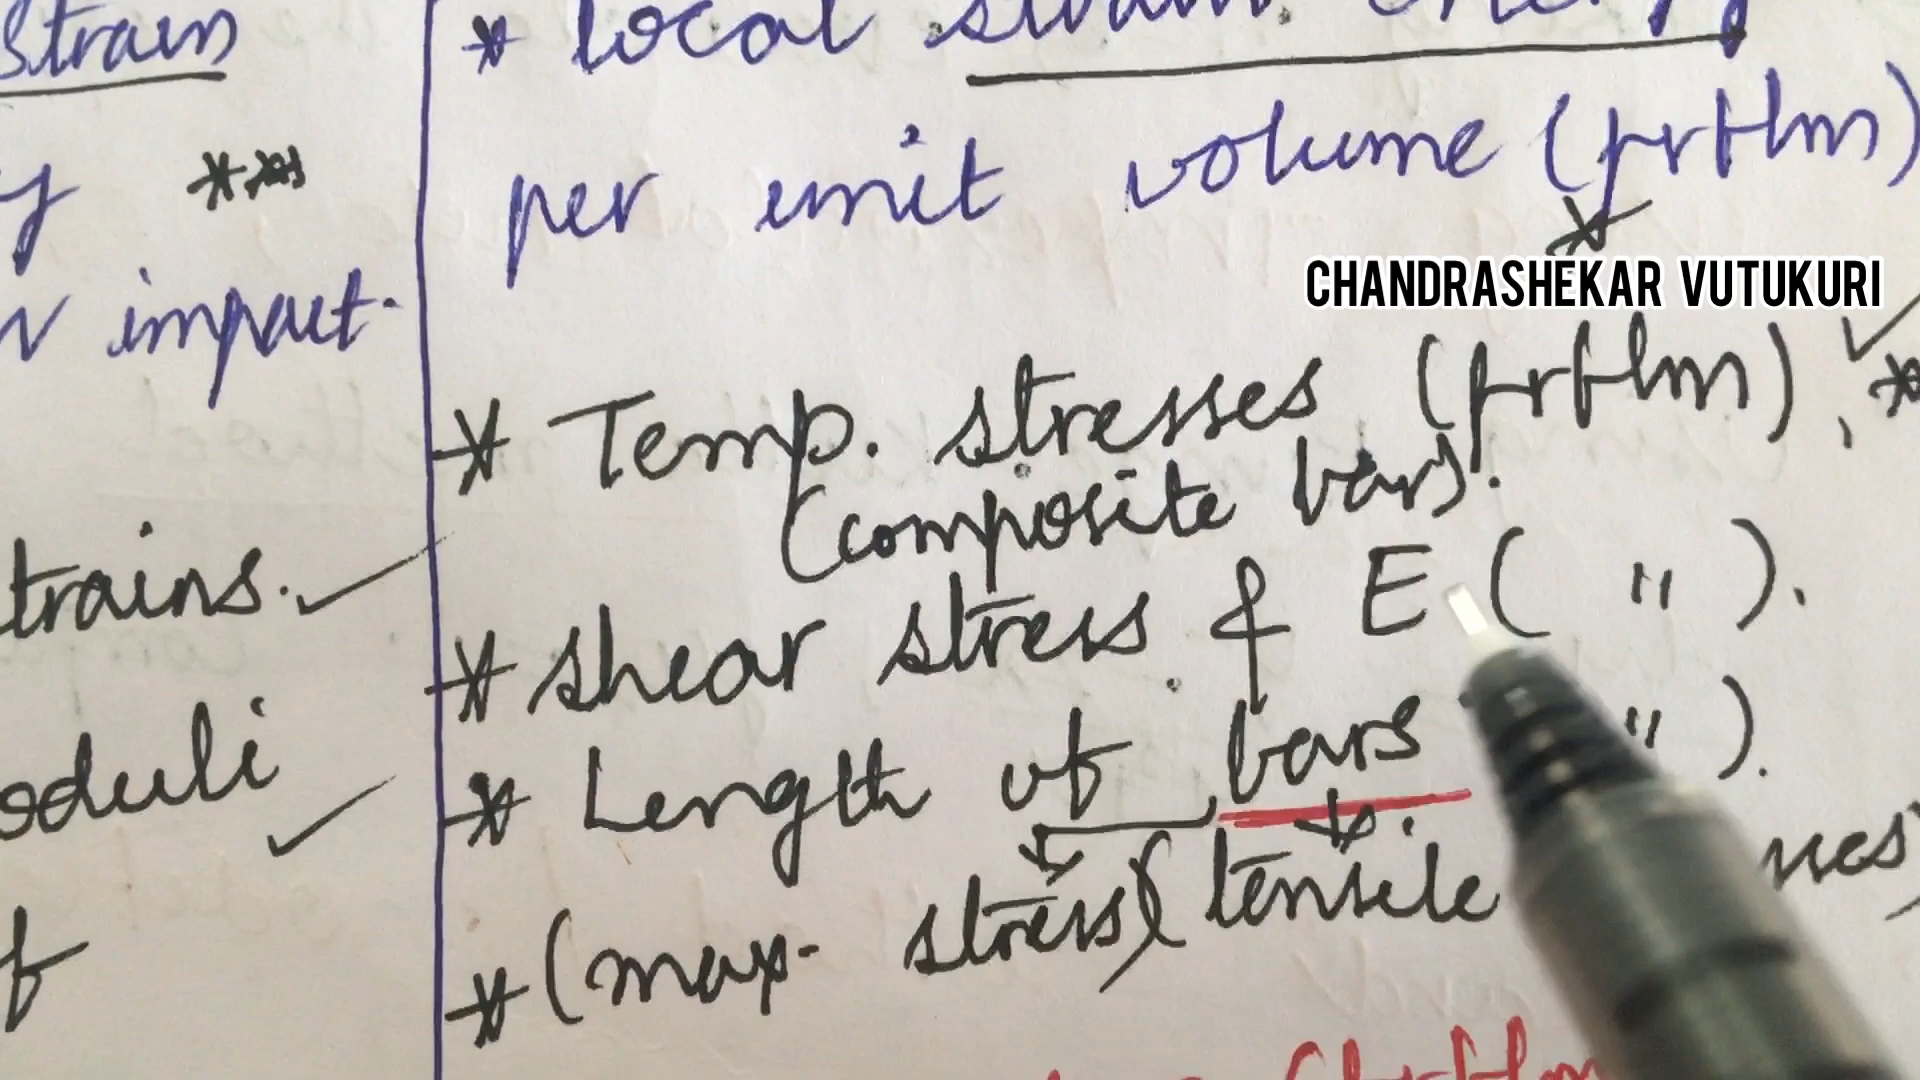 strain
y ***
impact.
trains.
oduli
f
* local strain energy
per unit volume (prblm)
CHANDRASHEKAR VUTUKURI
* Temp. stresses (prblm)
(composite bars).
* shear stress & E ( " ).
* Length of bars " ).
* (max. stress) (tensile